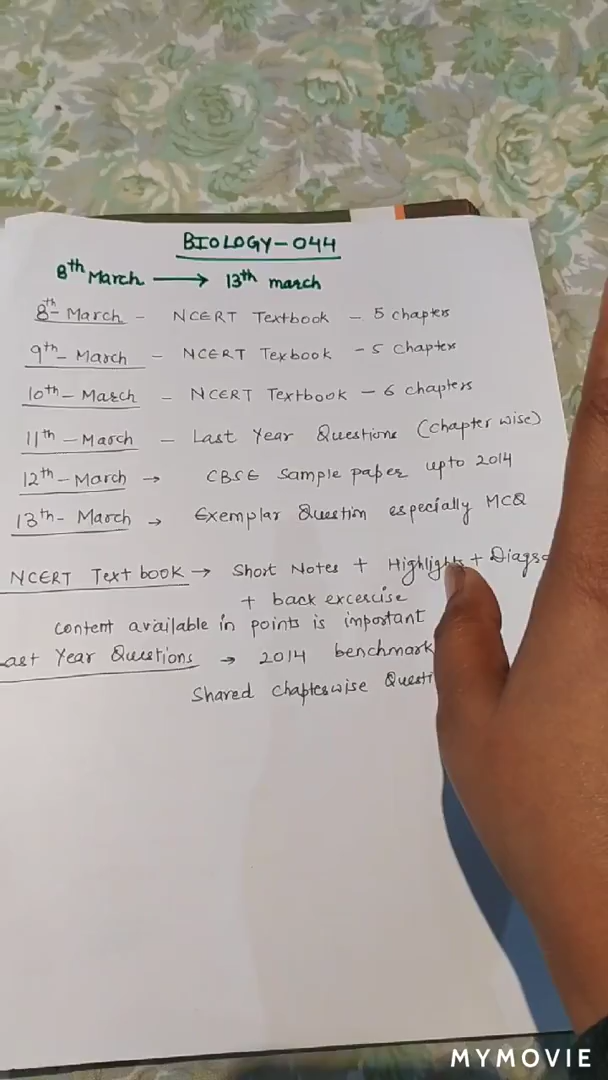 BIOLOGY-044
8th March → 13th march
8th March - NCERT Textbook - 5 chapters
9th - March - NCERT Texbook - 5 chapters
10th - March - NCERT Textbook - 6 chapters
11th - March - Last Year Questions (chapter wise)
12th - March → CBSE sample paper upto 2014
13th - March → Exemplar Question especially MCQ
NCERT Text book → Short Notes + Highlights +
+ back excercise
content available in points is important
Year Questions → 2014 benchmark
Shared chapterswise
MYMOVIE